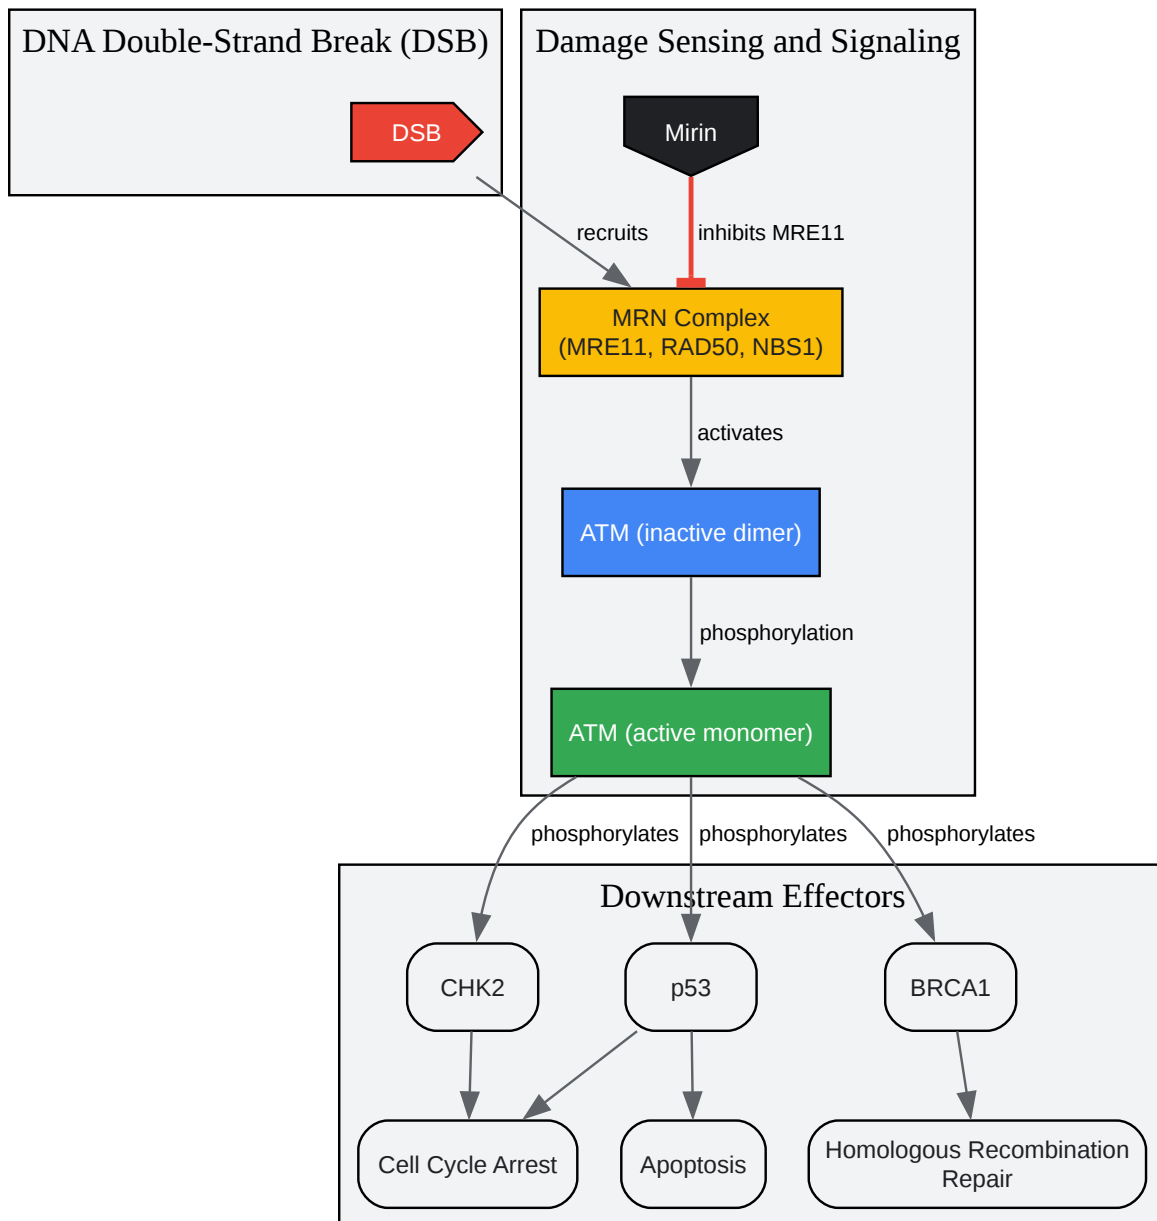 DNA Double-Strand Break (DSB)
Damage Sensing and Signaling
DSB
Mirin
recruits
inhibits MRE11
MRN Complex
(MRE11, RAD50, NBS1)
activates
ATM (inactive dimer)
phosphorylation
ATM (active monomer)
phosphorylates
phosphorylates
phosphorylates
Downstream Effectors
CHK2
p53
BRCA1
Cell Cycle Arrest
Apoptosis
Homologous Recombination
Repair